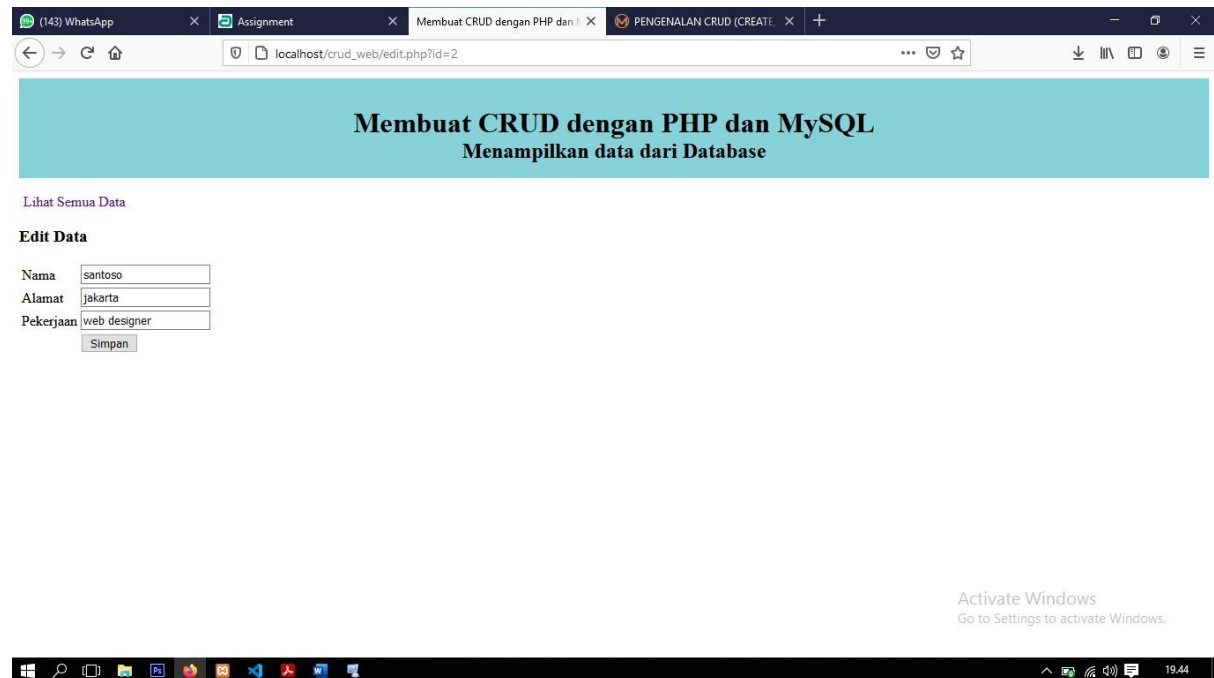 (143) WhatsApp
Assignment
Membuat CRUD dengan PHP dan
PENGENALAN CRUD (CREATE,
localhost/crud_web/edit.php?id=2
Membuat CRUD dengan PHP dan MySQL
Menampilkan data dari Database
Lihat Semua Data
Edit Data
Nama santoso
Alamat jakarta
Pekerjaan web designer
Simpan
Activate Windows
Go to Settings to activate Windows.
19.44